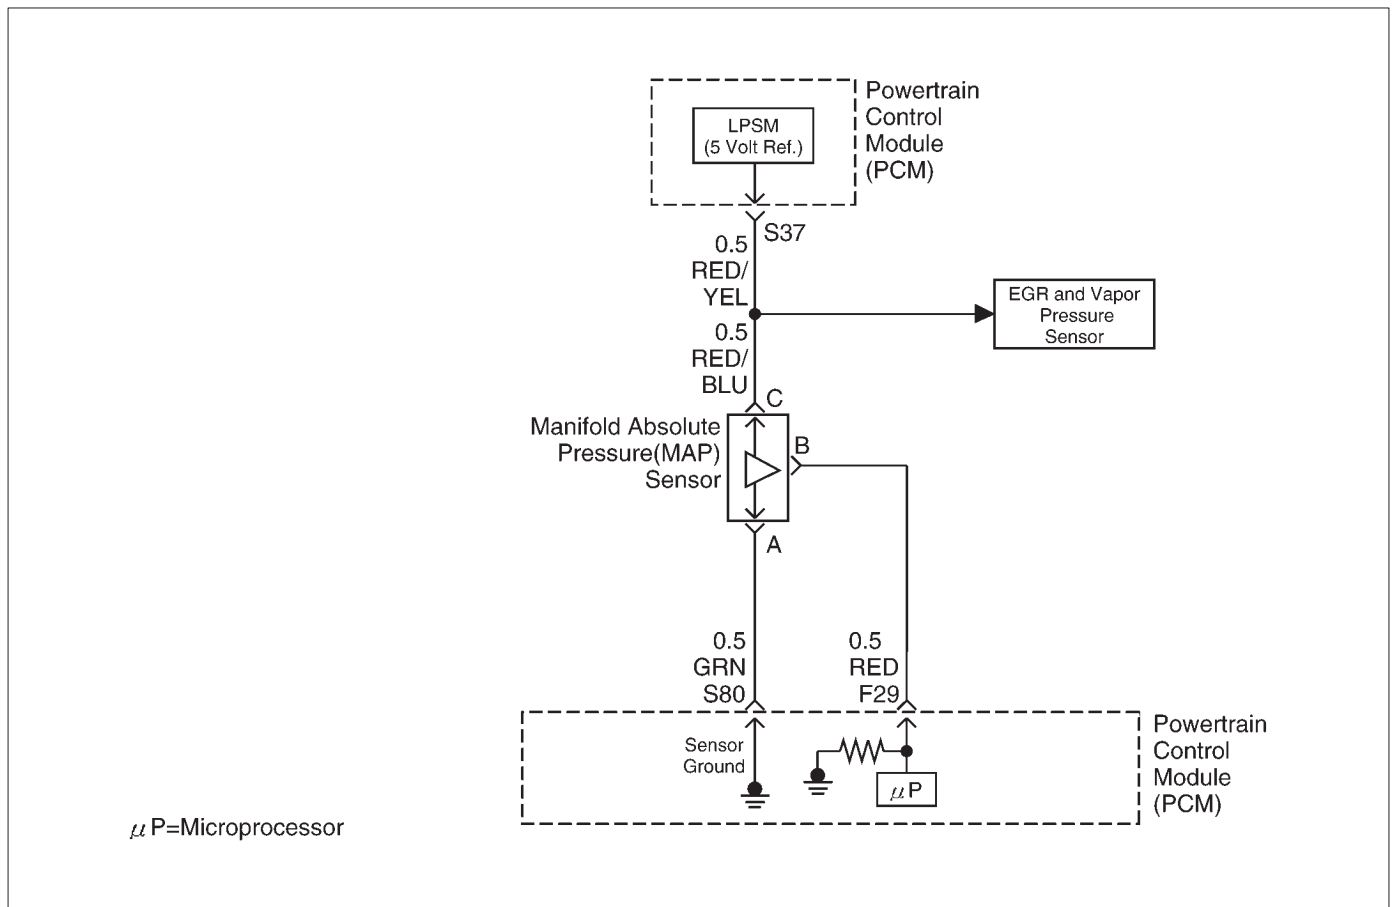 Powertrain
Control
Module
(PCM)
LPSM
(5 Volt Ref.)
S37
0.5
RED/
YEL
EGR and Vapor
Pressure
Sensor
0.5
RED/
BLU
C
Manifold Absolute
Pressure(MAP)
Sensor
B
A
0.5
GRN
S80
0.5
RED
F29
Powertrain
Control
Module
(PCM)
Sensor
Ground
μP
μP=Microprocessor